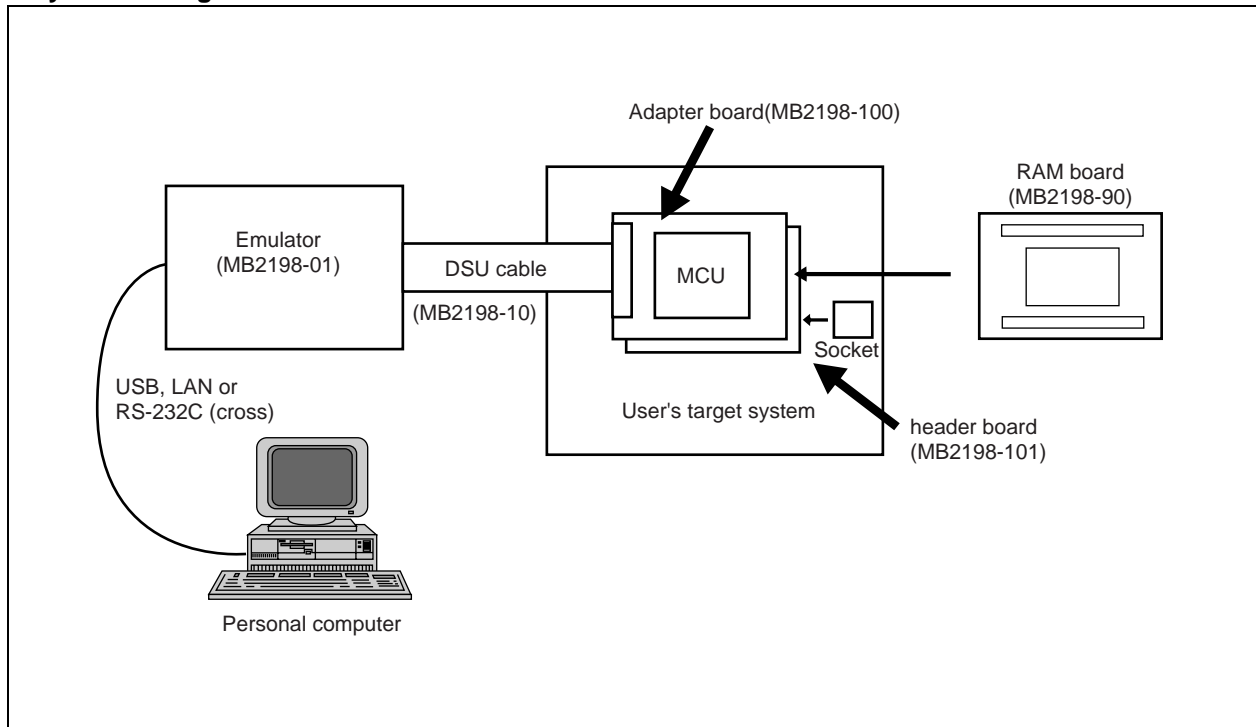 Adapter board(MB2198-100)
RAM board
(MB2198-90)
Emulator
(MB2198-01)
DSU cable
MCU
(MB2198-10)
Socket
USB, LAN or
RS-232C (cross)
User's target system
header board
(MB2198-101)
Personal computer